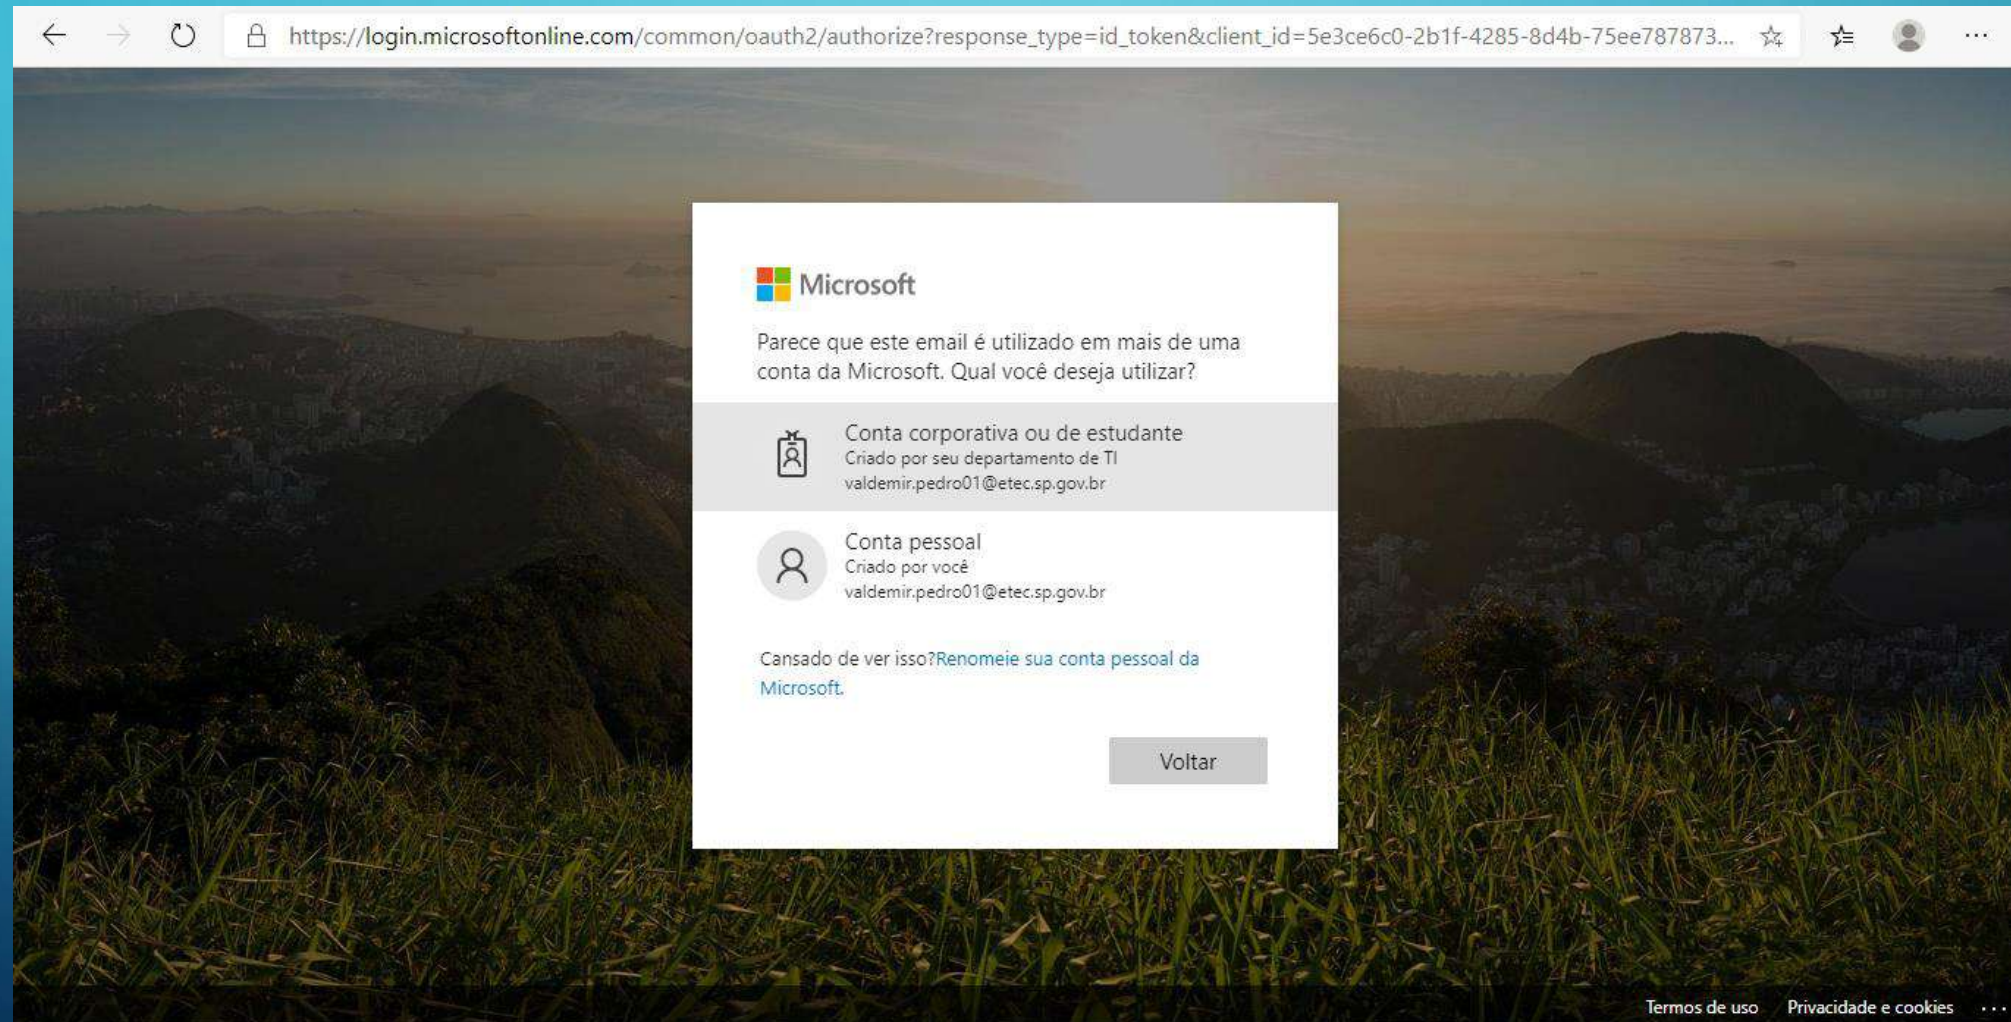 https://login.microsoftonline.com/common/oauth2/authorize?response_type=id_token&client_id=5e3ce6c0-2b1f-4285-8d4b-75ee787873...
Microsoft
Parece que este email é utilizado em mais de uma
conta da Microsoft. Qual você deseja utilizar?
Conta corporativa ou de estudante
Criado por seu departamento de TI
valdemir.pedro01@etec.sp.gov.br
Conta pessoal
Criado por você
valdemir.pedro01@etec.sp.gov.br
Cansado de ver isso?Renomeie sua conta pessoal da
Microsoft.
Voltar
Termos de uso Privacidade e cookies ...